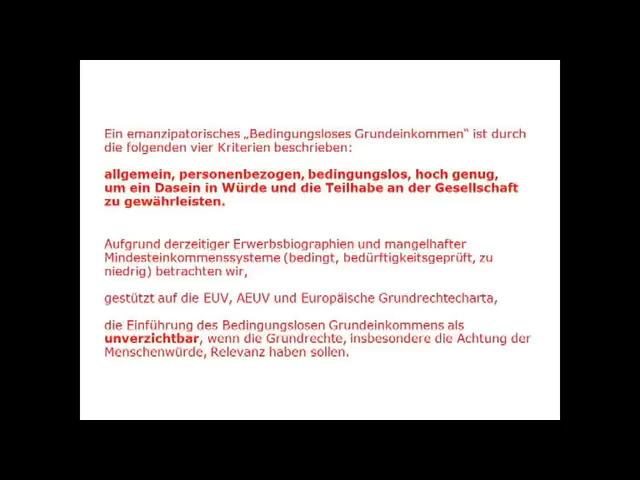 Ein emanzipatorisches „Bedingungsloses Grundeinkommen“ ist durch
die folgenden vier Kriterien beschrieben:
allgemein, personenbezogen, bedingungslos, hoch genug,
um ein Dasein in Würde und die Teilhabe an der Gesellschaft
zu gewährleisten.
Aufgrund derzeitiger Erwerbsbiographien und mangelhafter
Mindesteinkommenssysteme (bedingt, bedürftigkeitsgeprüft, zu
niedrig) betrachten wir,
gestützt auf die EUV, AEUV und Europäische Grundrechtecharta,
die Einführung des Bedingungslosen Grundeinkommens als
unverzichtbar, wenn die Grundrechte, insbesondere die Achtung der
Menschenwürde, Relevanz haben sollen.